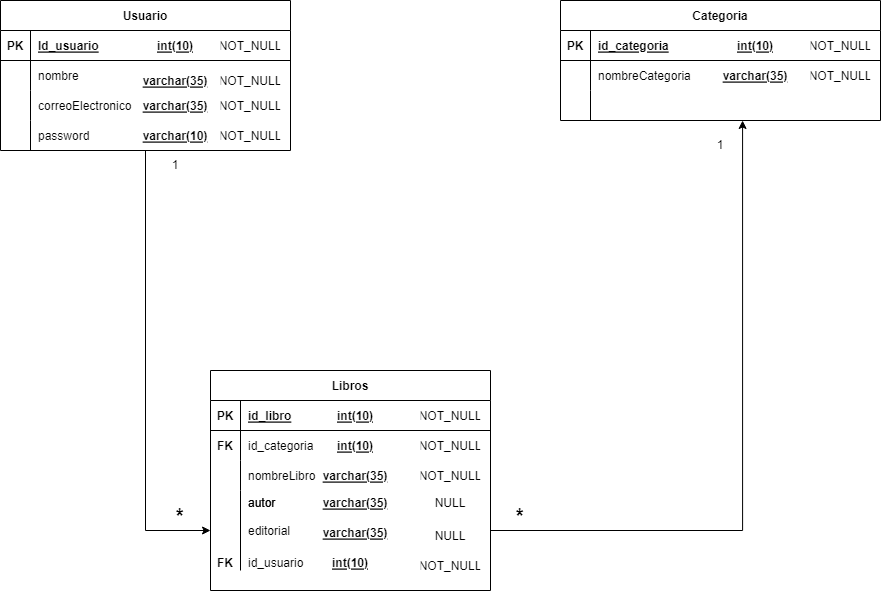 Usuario
PK Id_usuario int(10) NOT_NULL
nombre varchar(35) NOT_NULL
correoElectronico varchar(35) NOT_NULL
password varchar(10) NOT_NULL
1
Categoria
PK id_categoria int(10) NOT_NULL
nombreCategoria varchar(35) NOT_NULL
1
Libros
PK id_libro int(10) NOT_NULL
FK id_categoria int(10) NOT_NULL
nombreLibro varchar(35) NOT_NULL
autor varchar(35) NULL
editorial varchar(35) NULL
FK id_usuario int(10) NOT_NULL
*
*